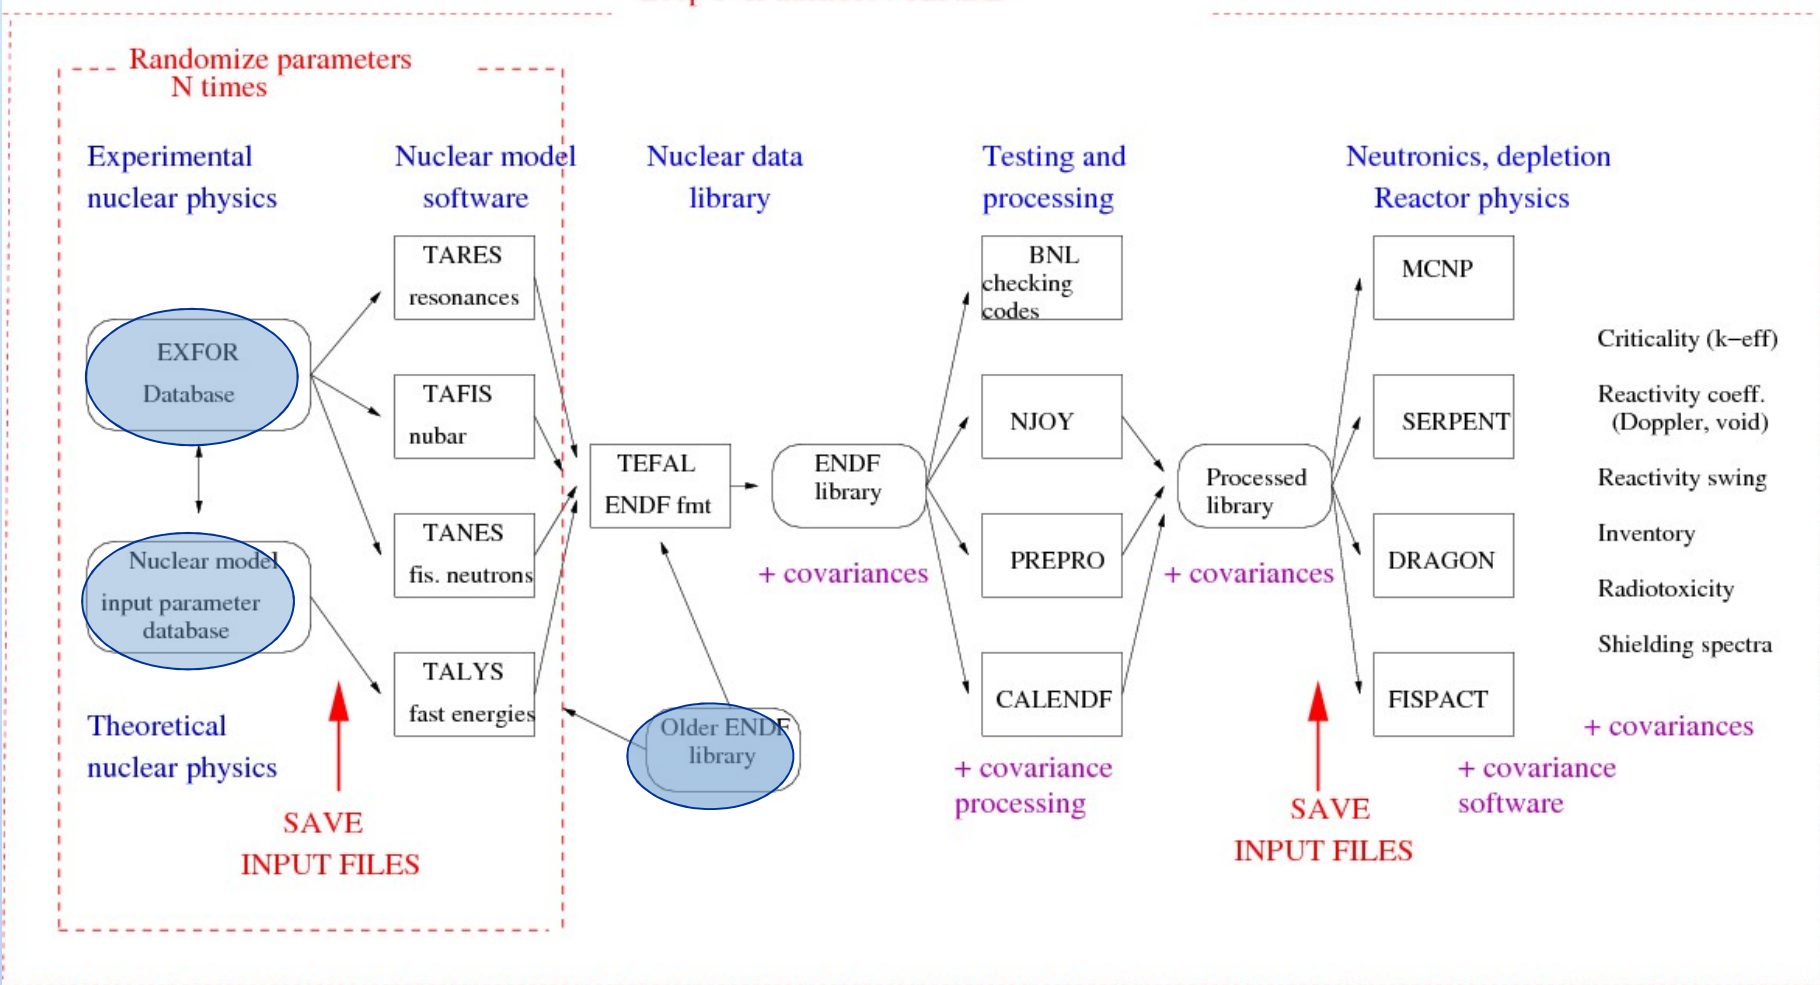 Randomize parameters
N times
Experimental
nuclear physics
Nuclear model
software
Nuclear data
library
Testing and
processing
Neutronics, depletion
Reactor physics
EXFOR
Database
Nuclear model
input parameter
database
Theoretical
nuclear physics
SAVE
INPUT FILES
TARES
resonances
TAFIS
nubar
TANES
fis. neutrons
TALYS
fast energies
TEFAL
ENDF fmt
Older ENDF
library
ENDF
library
+ covariances
BNL
checking
codes
NJOY
PREPRO
CALENDF
+ covariance
processing
Processed
library
+ covariances
SAVE
INPUT FILES
MCNP
SERPENT
DRAGON
FISPACT
+ covariance
software
Criticality (k−eff)
Reactivity coeff.
(Doppler, void)
Reactivity swing
Inventory
Radiotoxicity
Shielding spectra
+ covariances